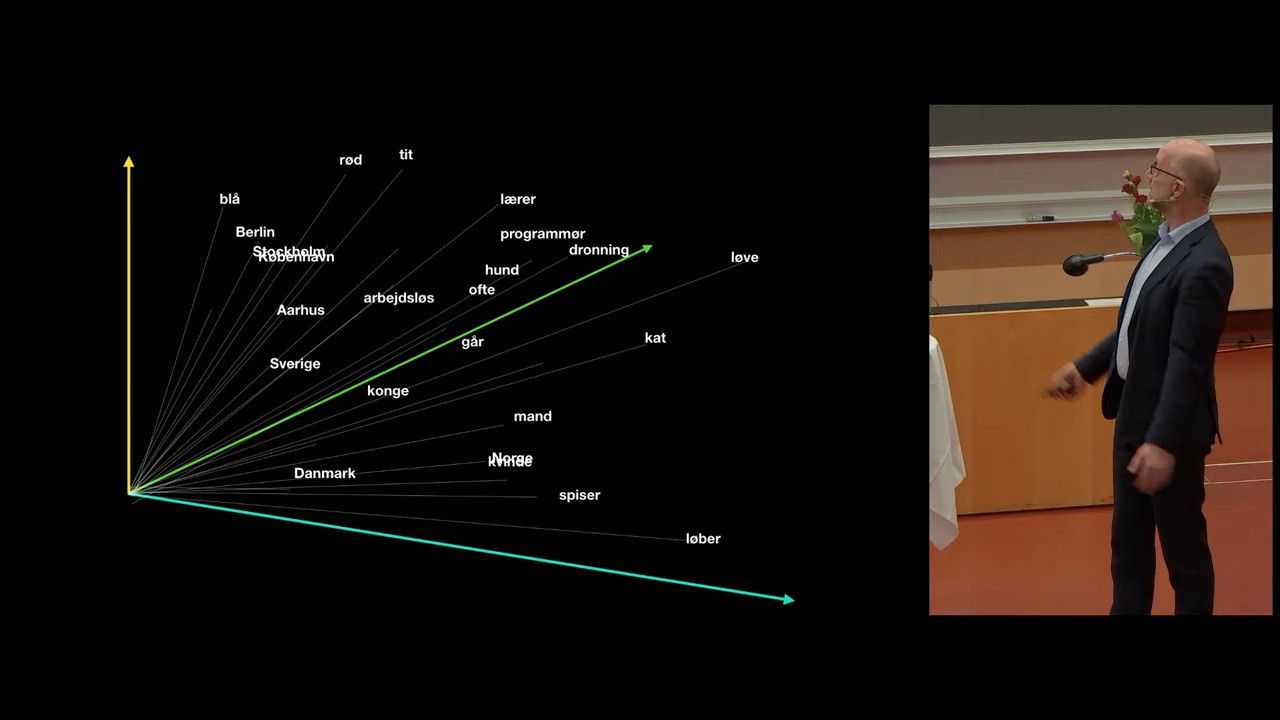 tit
rød
blå
lærer
Berlin
programmør
Stockholm
dronning
København
løve
hund
ofte
arbejdsløs
Aarhus
kat
går
Sverige
konge
mand
Norge
kvinde
Danmark
spiser
løber